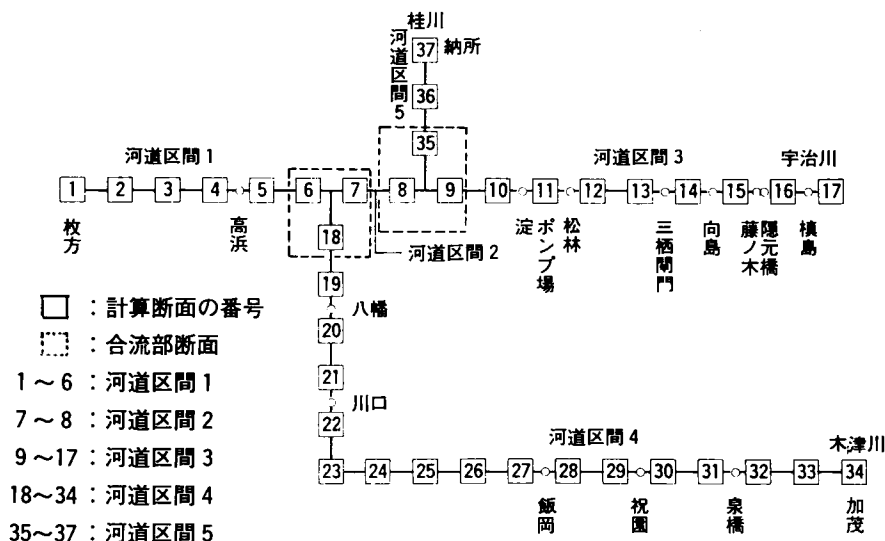 桂川
37 納所
河道区間5
36
35
河道区間1
河道区間3
宇治川
1 2 3 4 5 6 7 8 9 10 11 12 13 14 15 16 17
枚方
高浜
淀
ポンプ場
松林
三栖閘門
向島
藤ノ木
隠元橋
槙島
18
河道区間2
19
八幡
20
21
川口
22
河道区間4
木津川
23 24 25 26 27 28 29 30 31 32 33 34
飯岡
祝園
泉橋
加茂
□ : 計算断面の番号
: 合流部断面
1~6 : 河道区間1
7~8 : 河道区間2
9~17 : 河道区間3
18~34 : 河道区間4
35~37 : 河道区間5